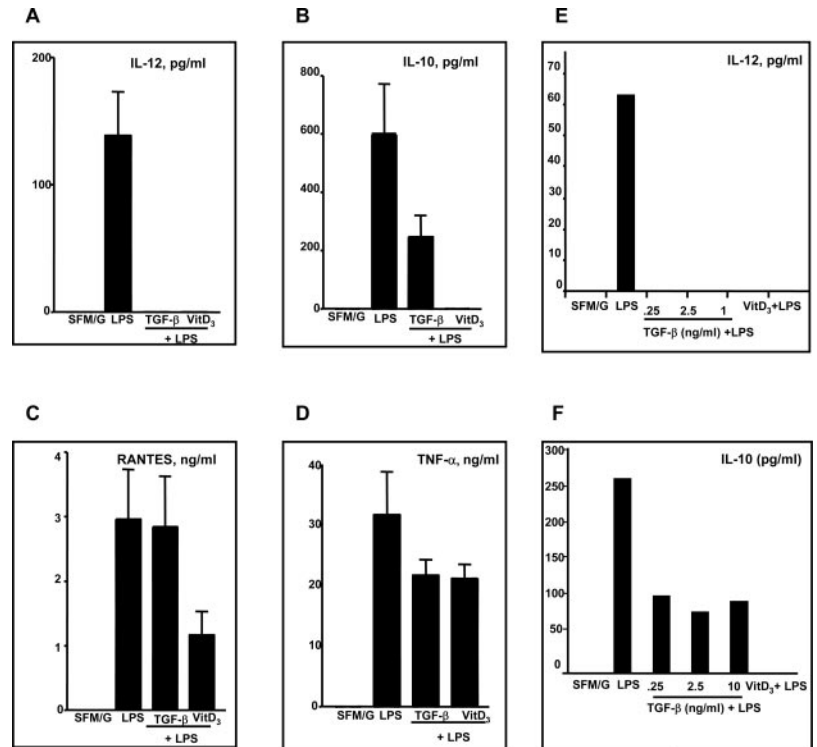 A
IL-12, pg/ml
200
100
0
SFM/G LPS TGF-β VitD₃
+ LPS
B
IL-10, pg/ml
800
600
400
200
0
SFM/G LPS TGF-β VitD₃
+ LPS
E
IL-12, pg/ml
70
60
50
40
30
20
10
0
SFM/G LPS .25 2.5 1 VitD₃+LPS
TGF-β (ng/ml) +LPS
C
RANTES, ng/ml
4
3
2
1
0
SFM/G LPS TGF-β VitD₃
+ LPS
D
TNF-α, ng/ml
40
30
20
10
0
SFM/G LPS TGF-β VitD₃
+ LPS
F
IL-10 (pg/ml)
300
250
200
150
100
50
0
SFM/G LPS .25 2.5 10 VitD₃+ LPS
TGF-β (ng/ml) + LPS